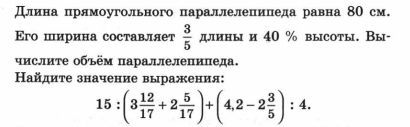 Длина прямоугольного параллелепипеда равна 80 см.
Его ширина составляет 3/5 длины и 40 % высоты. Вы-
числите объём параллелепипеда.
Найдите значение выражения:
15 : (3 12/17 + 2 5/17) + (4,2 − 2 3/5) : 4.